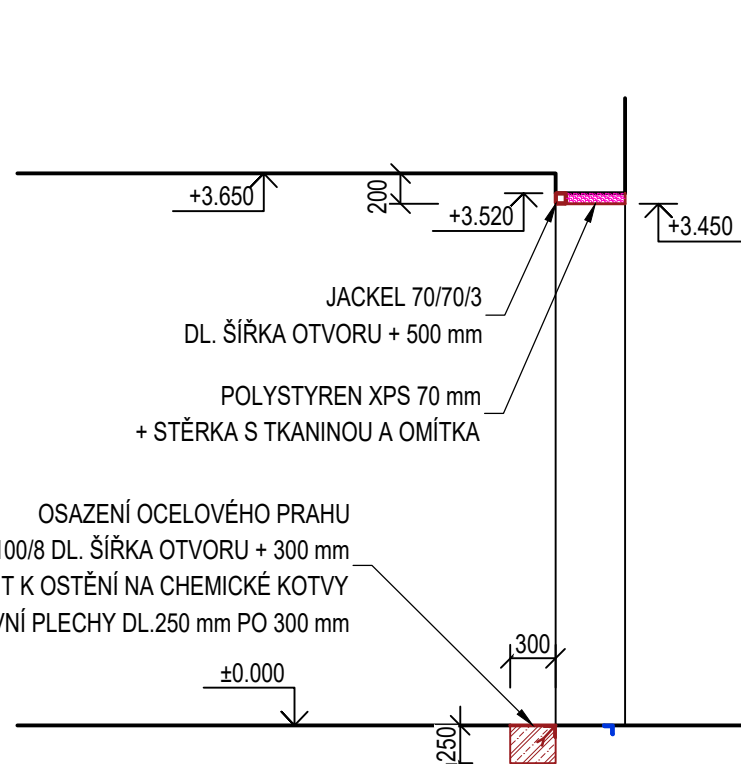 +3.650
200
+3.520
+3.450
JACKEL 70/70/3
DL. ŠÍŘKA OTVORU + 500 mm
POLYSTYREN XPS 70 mm
+ STĚRKA S TKANINOU A OMÍTKA
OSAZENÍ OCELOVÉHO PRAHU
100/8 DL. ŠÍŘKA OTVORU + 300 mm
T K OSTĚNÍ NA CHEMICKÉ KOTVY
VNÍ PLECHY DL.250 mm PO 300 mm
300
±0.000
250